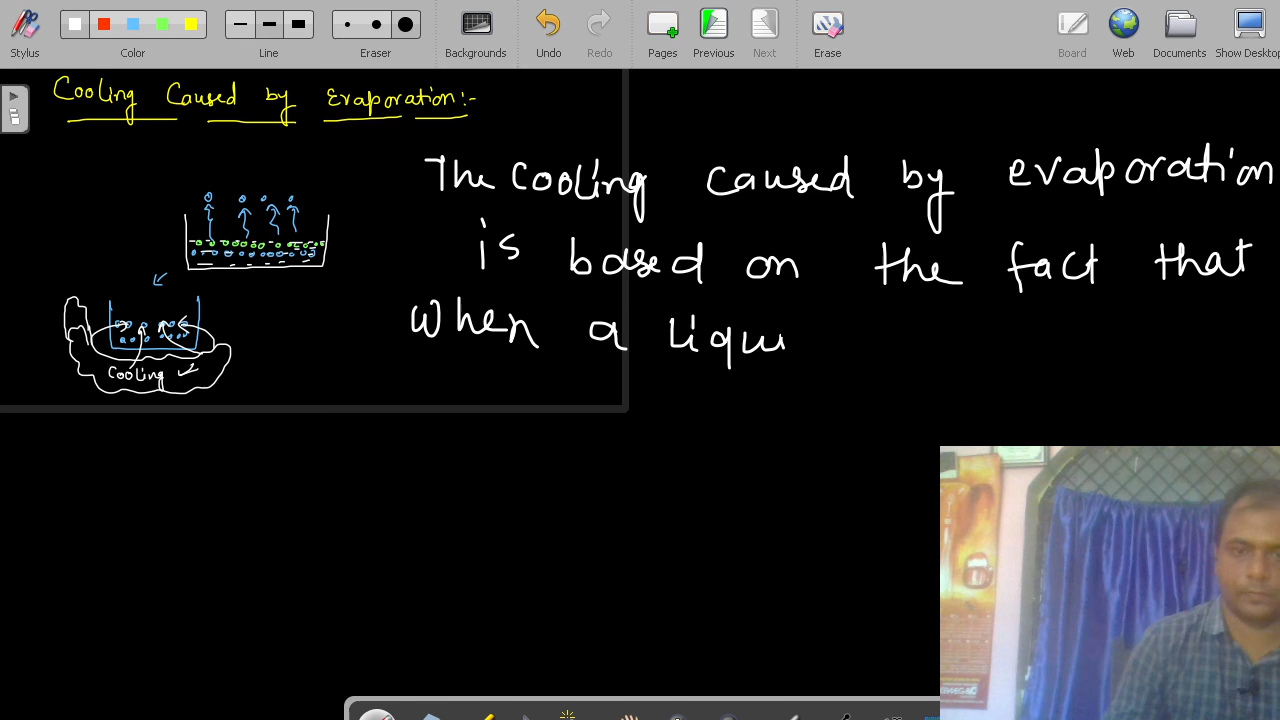 Stylus
Color
Line
Eraser
Backgrounds
Undo
Redo
Pages
Previous
Next
Erase
Board
Web
Documents
Show Deskto
Cooling Caused by Evaporation:-
The cooling caused by evaporation
is based on the fact that
when a liqu
Cooling